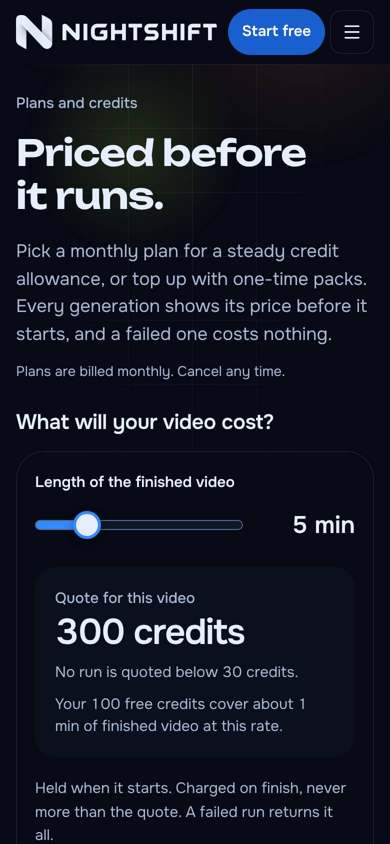 NIGHTSHIFT
Start free
Plans and credits
Priced before
it runs.
Pick a monthly plan for a steady credit
allowance, or top up with one-time packs.
Every generation shows its price before it
starts, and a failed one costs nothing.
Plans are billed monthly. Cancel any time.
What will your video cost?
Length of the finished video
5 min
Quote for this video
300 credits
No run is quoted below 30 credits.
Your 100 free credits cover about 1
min of finished video at this rate.
Held when it starts. Charged on finish, never
more than the quote. A failed run returns it
all.